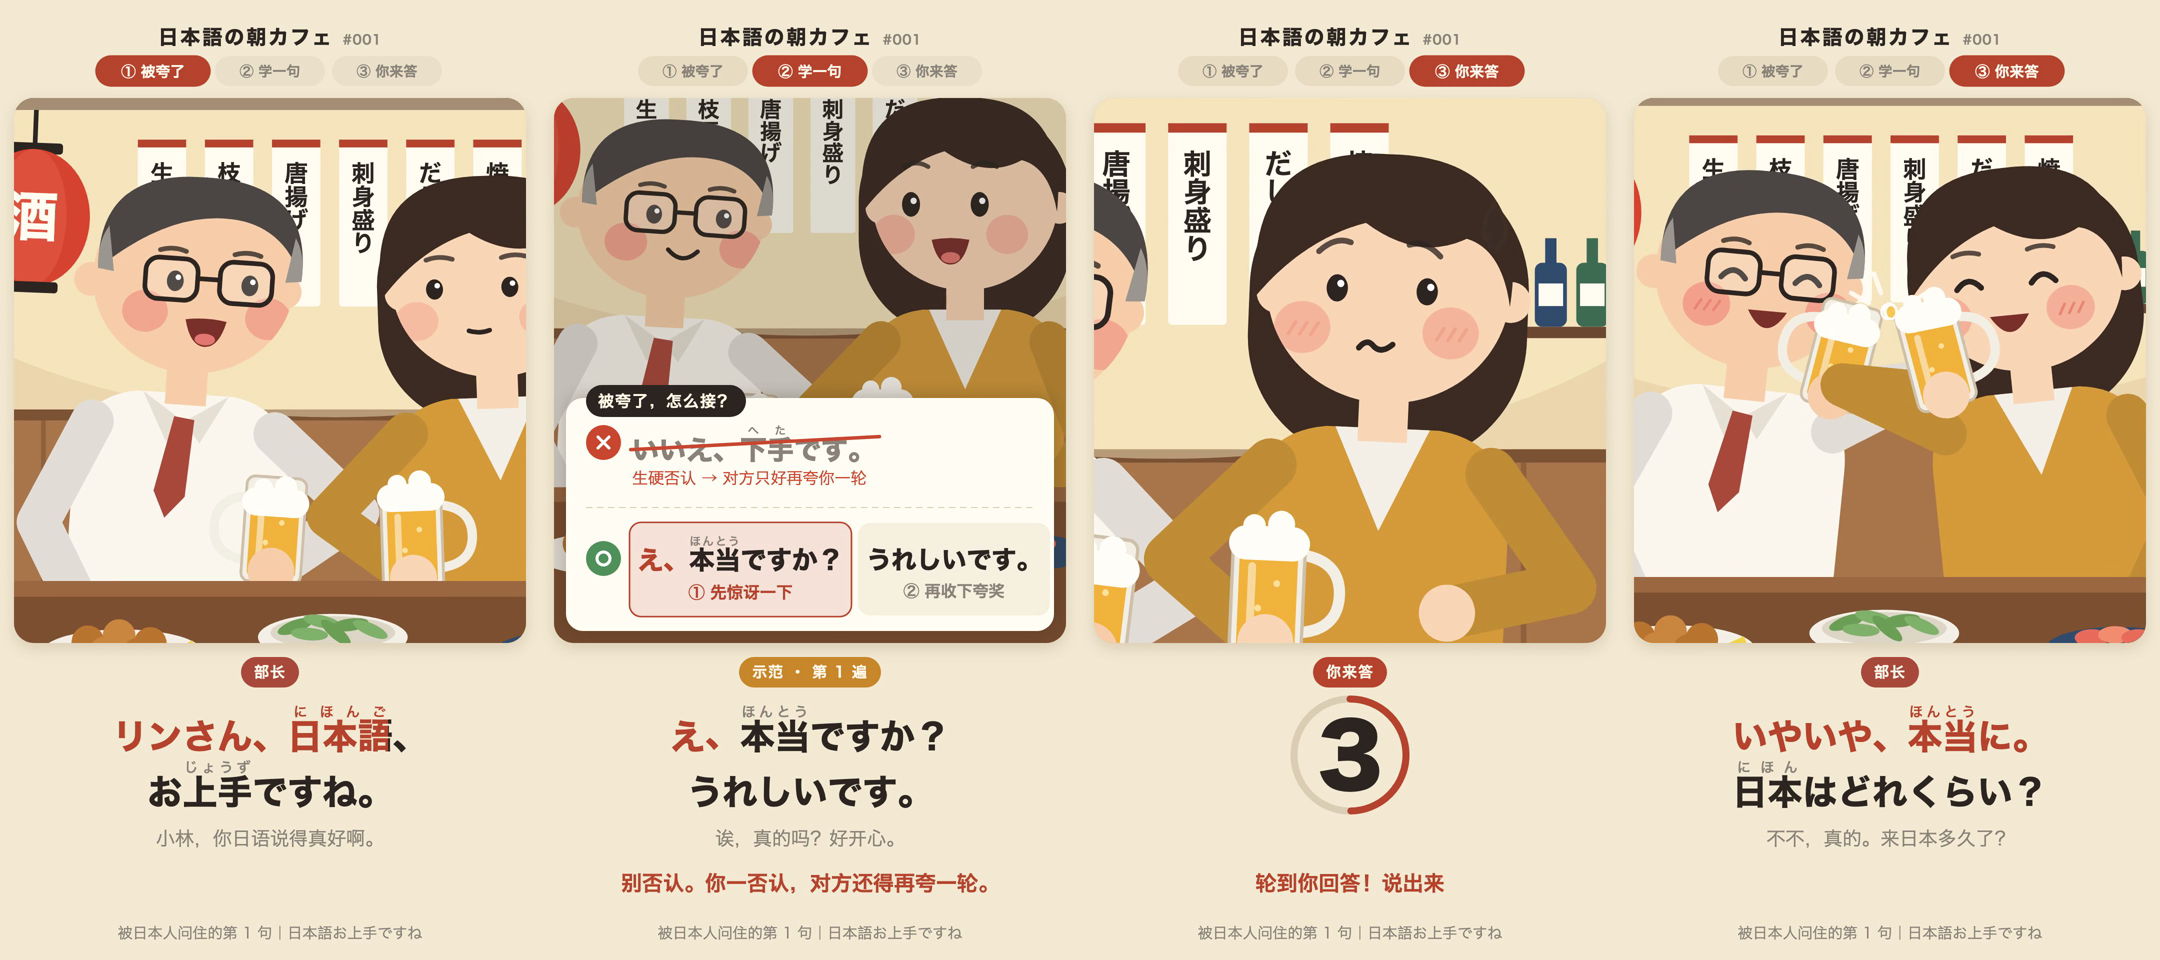 日本語の朝カフェ #001
① 被夸了 ② 学一句 ③ 你来答
酒
生
枝
唐揚げ
刺身盛り
だ
焼
部长
にほんご
リンさん、日本語、
じょうず
お上手ですね。
小林，你日语说得真好啊。
被日本人问住的第 1 句｜日本語お上手ですね
日本語の朝カフェ #001
① 被夸了 ② 学一句 ③ 你来答
生
枝
唐揚げ
刺身盛り
だ
被夸了，怎么接？
へた
いいえ、下手です。
生硬否认 → 对方只好再夸你一轮
ほんとう
え、本当ですか？
① 先惊讶一下
うれしいです。
② 再收下夸奖
示范 · 第 1 遍
ほんとう
え、本当ですか？
うれしいです。
诶，真的吗？好开心。
别否认。你一否认，对方还得再夸一轮。
被日本人问住的第 1 句｜日本語お上手ですね
日本語の朝カフェ #001
① 被夸了 ② 学一句 ③ 你来答
唐揚
刺身盛り
だし
你来答
3
轮到你回答！说出来
被日本人问住的第 1 句｜日本語お上手ですね
日本語の朝カフェ #001
① 被夸了 ② 学一句 ③ 你来答
生
枝
唐揚げ
刺身盛
だ
焼
部长
ほんとう
いやいや、本当に。
にほん
日本はどれくらい？
不不，真的。来日本多久了？
被日本人问住的第 1 句｜日本語お上手ですね